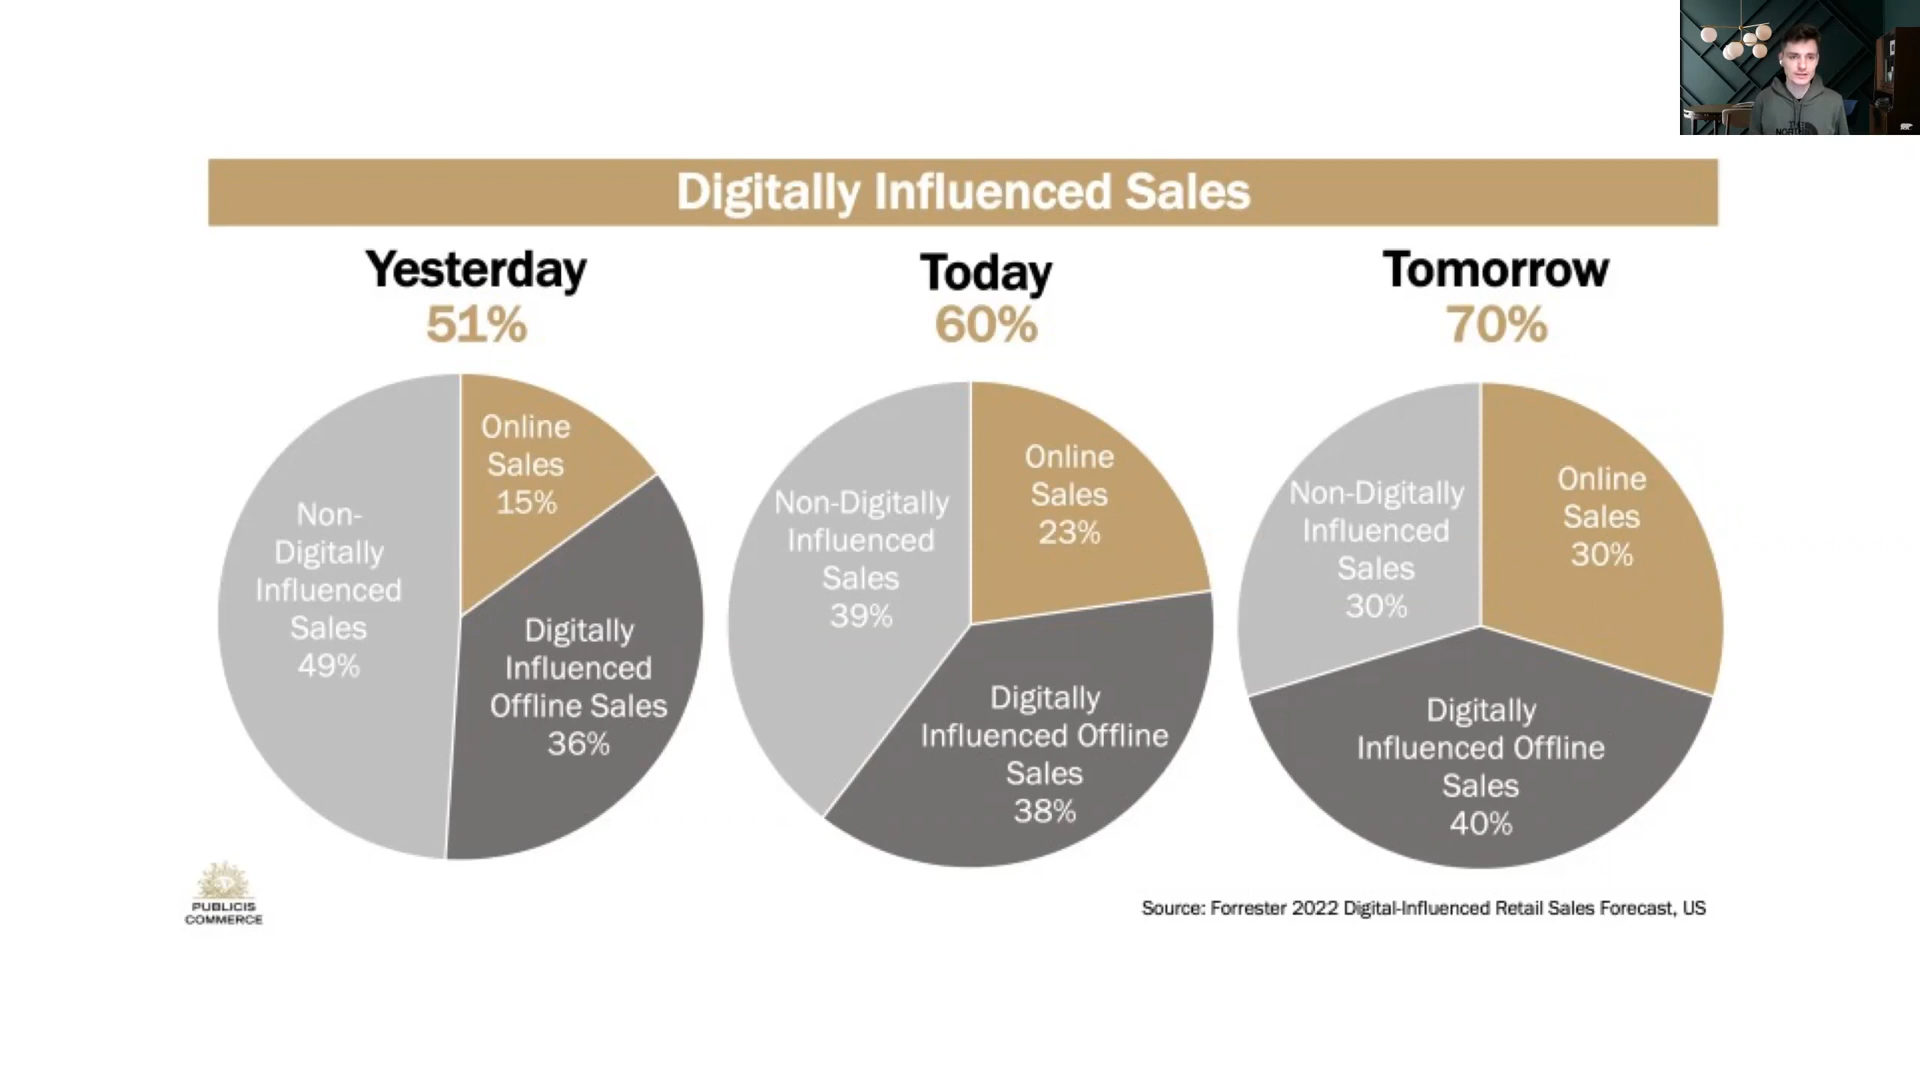 Digitally Influenced Sales
Yesterday
51%
Online
Sales
15%
Non-
Digitally
Influenced
Sales
49%
Digitally
Influenced
Offline Sales
36%
Today
60%
Online
Sales
23%
Non-Digitally
Influenced
Sales
39%
Digitally
Influenced Offline
Sales
38%
Tomorrow
70%
Online
Sales
30%
Non-Digitally
Influenced
Sales
30%
Digitally
Influenced Offline
Sales
40%
PUBLICIS
COMMERCE
Source: Forrester 2022 Digital-Influenced Retail Sales Forecast, US